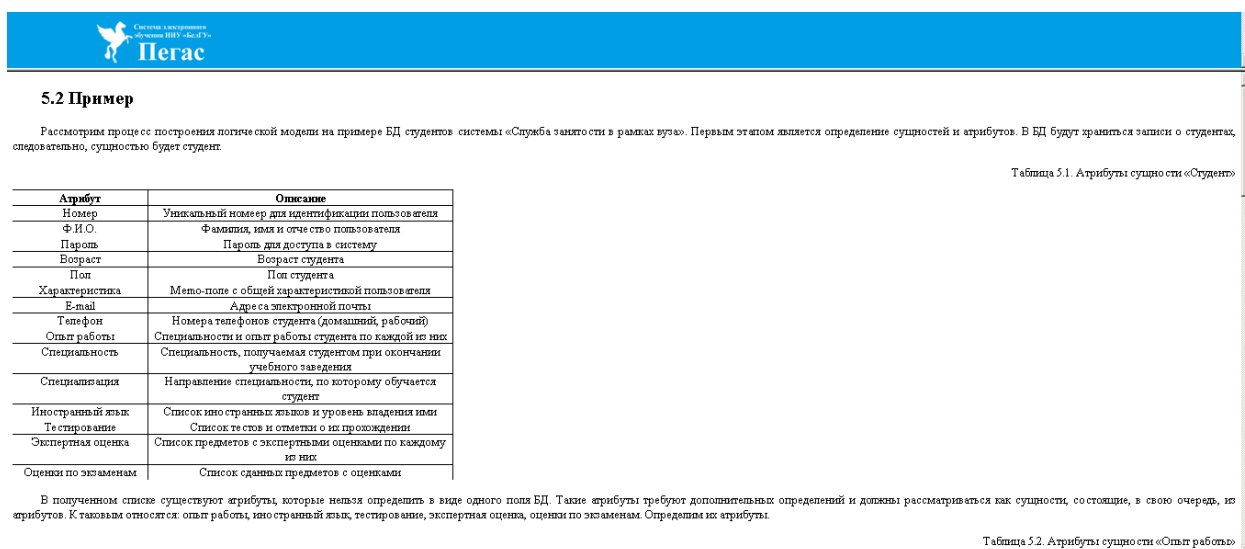 Система электронного
обучения НИУ «БелГУ»
Пегас
5.2 Пример
Рассмотрим процесс построения логической модели на примере БД студентов системы «Служба занятости в рамках вуза». Первым этапом является определение сущностей и атрибутов. В БД будут храниться записи о студентах,
следовательно, сущностью будет студент.
Таблица 5.1. Атрибуты сущности «Студент»
Атрибут Описание
Номер Уникальный номеер для идентификации пользователя
Ф.И.О. Фамилия, имя и отчество пользователя
Пароль Пароль для доступа в систему
Возраст Возраст студента
Пол Пол студента
Характеристика Memo-поле с общей характеристикой пользователя
E-mail Адреса электронной почты
Телефон Номера телефонов студента (домашний, рабочий)
Опыт работы Специальности и опыт работы студента по каждой из них
Специальность Специальность, получаемая студентом при окончании
учебного заведения
Специализация Направление специальности, по которому обучается
студент
Иностранный язык Список иностранных языков и уровень владения ими
Тестирование Список тестов и отметки о их прохождении
Экспертная оценка Список предметов с экспертными оценками по каждому
из них
Оценки по экзаменам Список сданных предметов с оценками
В полученном списке существуют атрибуты, которые нельзя определить в виде одного поля БД. Такие атрибуты требуют дополнительных определений и должны рассматриваться как сущности, состоящие, в свою очередь, из
атрибутов. К таковым относятся: опыт работы, иностранный язык, тестирование, экспертная оценка, оценки по экзаменам. Определим их атрибуты.
Таблица 5.2. Атрибуты сущности «Опыт работы»